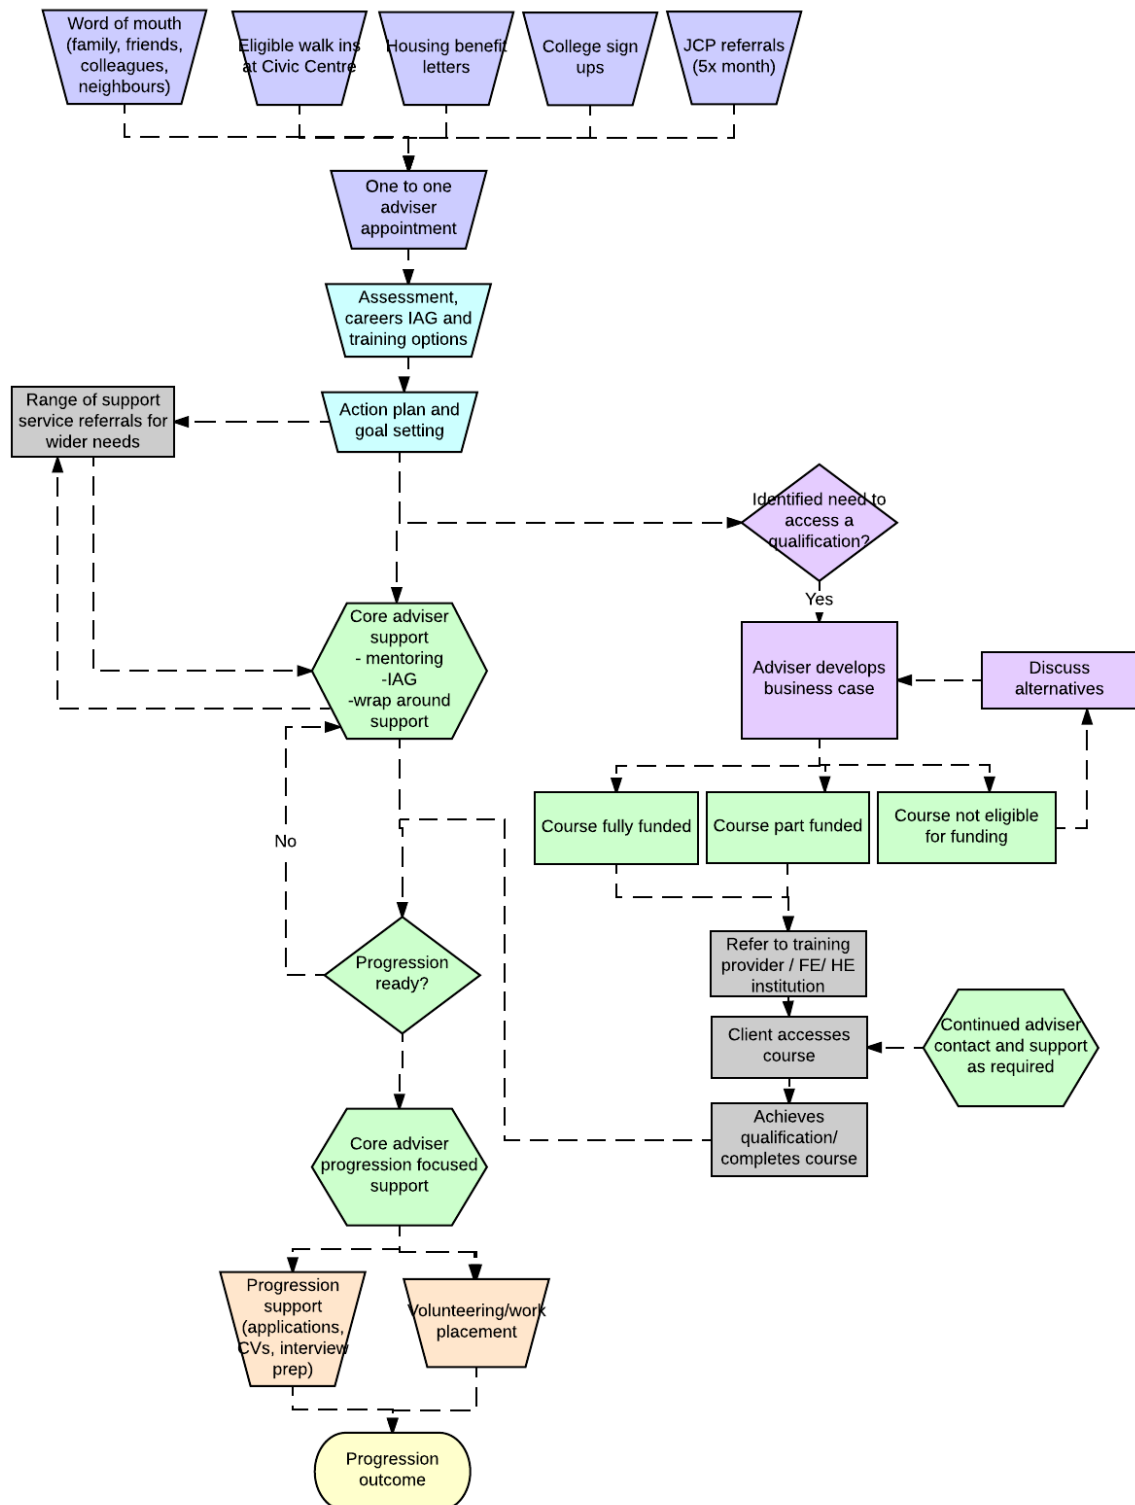 Word of mouth
(family, friends,
colleagues,
neighbours)
Eligible walk ins
at Civic Centre
Housing benefit
letters
College sign
ups
JCP referrals
(5x month)
One to one
adviser
appointment
Assessment,
careers IAG and
training options
Action plan and
goal setting
Range of support
service referrals for
wider needs
Identified need to
access a
qualification?
Yes
Core adviser
support
- mentoring
-IAG
-wrap around
support
Adviser develops
business case
Discuss
alternatives
Course fully funded
Course part funded
Course not eligible
for funding
No
Progression
ready?
Refer to training
provider / FE/ HE
institution
Client accesses
course
Continued adviser
contact and support
as required
Achieves
qualification/
completes course
Core adviser
progression focused
support
Progression
support
(applications,
CVs, interview
prep)
Volunteering/work
placement
Progression
outcome